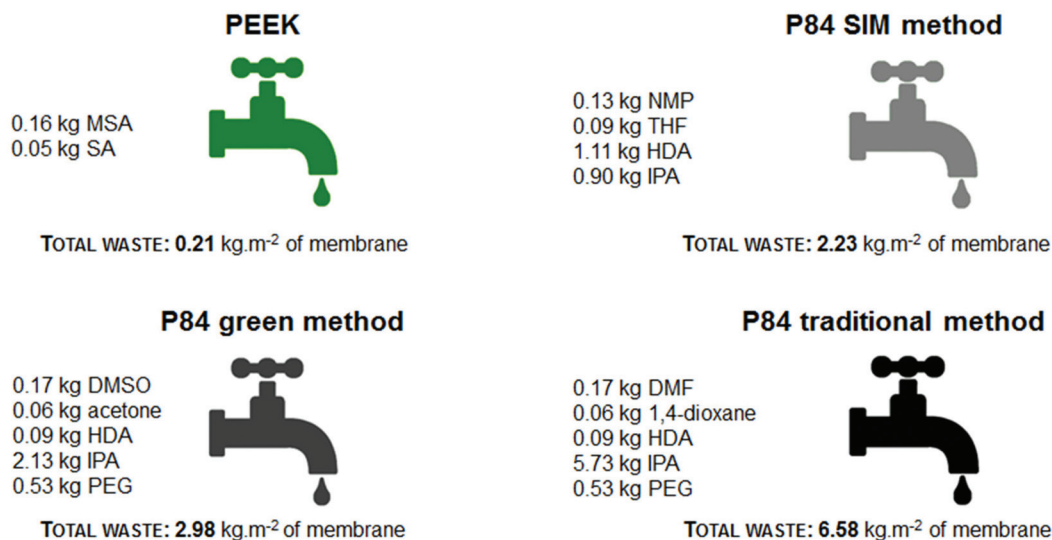 PEEK
0.16 kg MSA
0.05 kg SA
TOTAL WASTE: 0.21 kg.m⁻² of membrane
P84 SIM method
0.13 kg NMP
0.09 kg THF
1.11 kg HDA
0.90 kg IPA
TOTAL WASTE: 2.23 kg.m⁻² of membrane
P84 green method
0.17 kg DMSO
0.06 kg acetone
0.09 kg HDA
2.13 kg IPA
0.53 kg PEG
TOTAL WASTE: 2.98 kg.m⁻² of membrane
P84 traditional method
0.17 kg DMF
0.06 kg 1,4-dioxane
0.09 kg HDA
5.73 kg IPA
0.53 kg PEG
TOTAL WASTE: 6.58 kg.m⁻² of membrane